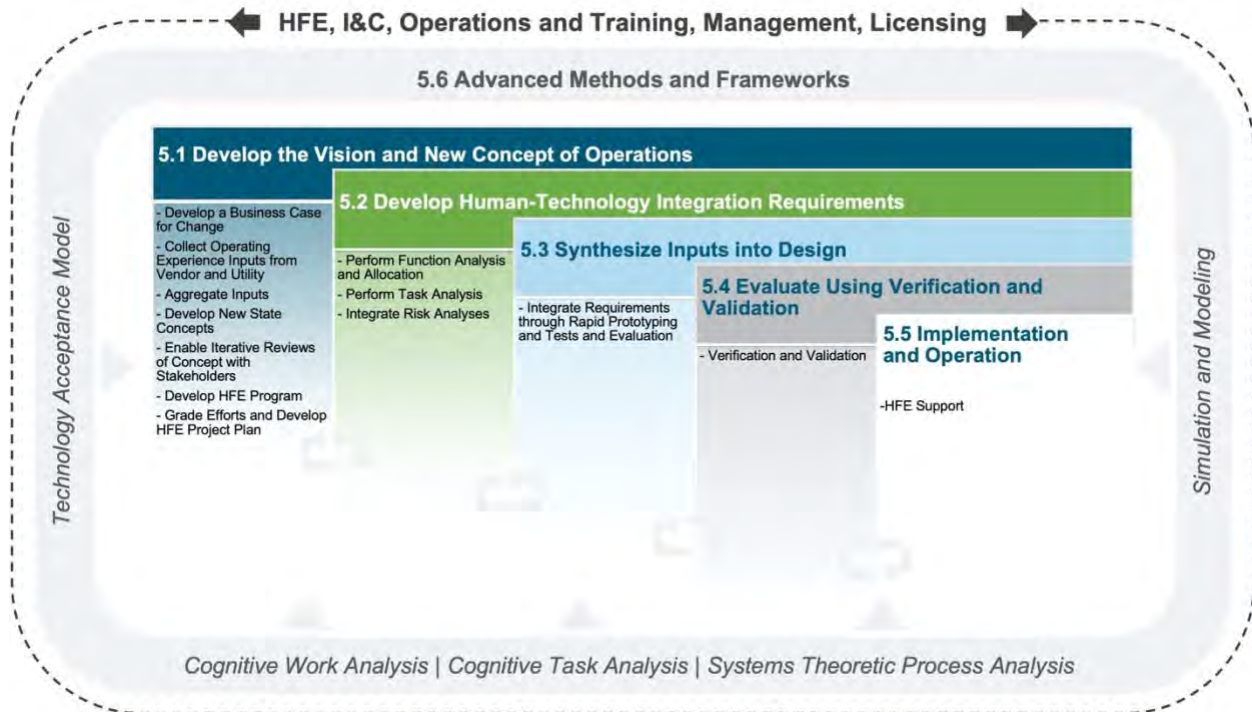 HFE, I&C, Operations and Training, Management, Licensing
5.6 Advanced Methods and Frameworks
5.1 Develop the Vision and New Concept of Operations
- Develop a Business Case
for Change
- Collect Operating
Experience Inputs from
Vendor and Utility
- Aggregate Inputs
- Develop New State
Concepts
- Enable Iterative Reviews
of Concept with
Stakeholders
- Develop HFE Program
- Grade Efforts and Develop
HFE Project Plan
5.2 Develop Human-Technology Integration Requirements
- Perform Function Analysis
and Allocation
- Perform Task Analysis
- Integrate Risk Analyses
5.3 Synthesize Inputs into Design
- Integrate Requirements
through Rapid Prototyping
and Tests and Evaluation
5.4 Evaluate Using Verification and
Validation
- Verification and Validation
5.5 Implementation
and Operation
-HFE Support
Technology Acceptance Model
Simulation and Modeling
Cognitive Work Analysis | Cognitive Task Analysis | Systems Theoretic Process Analysis